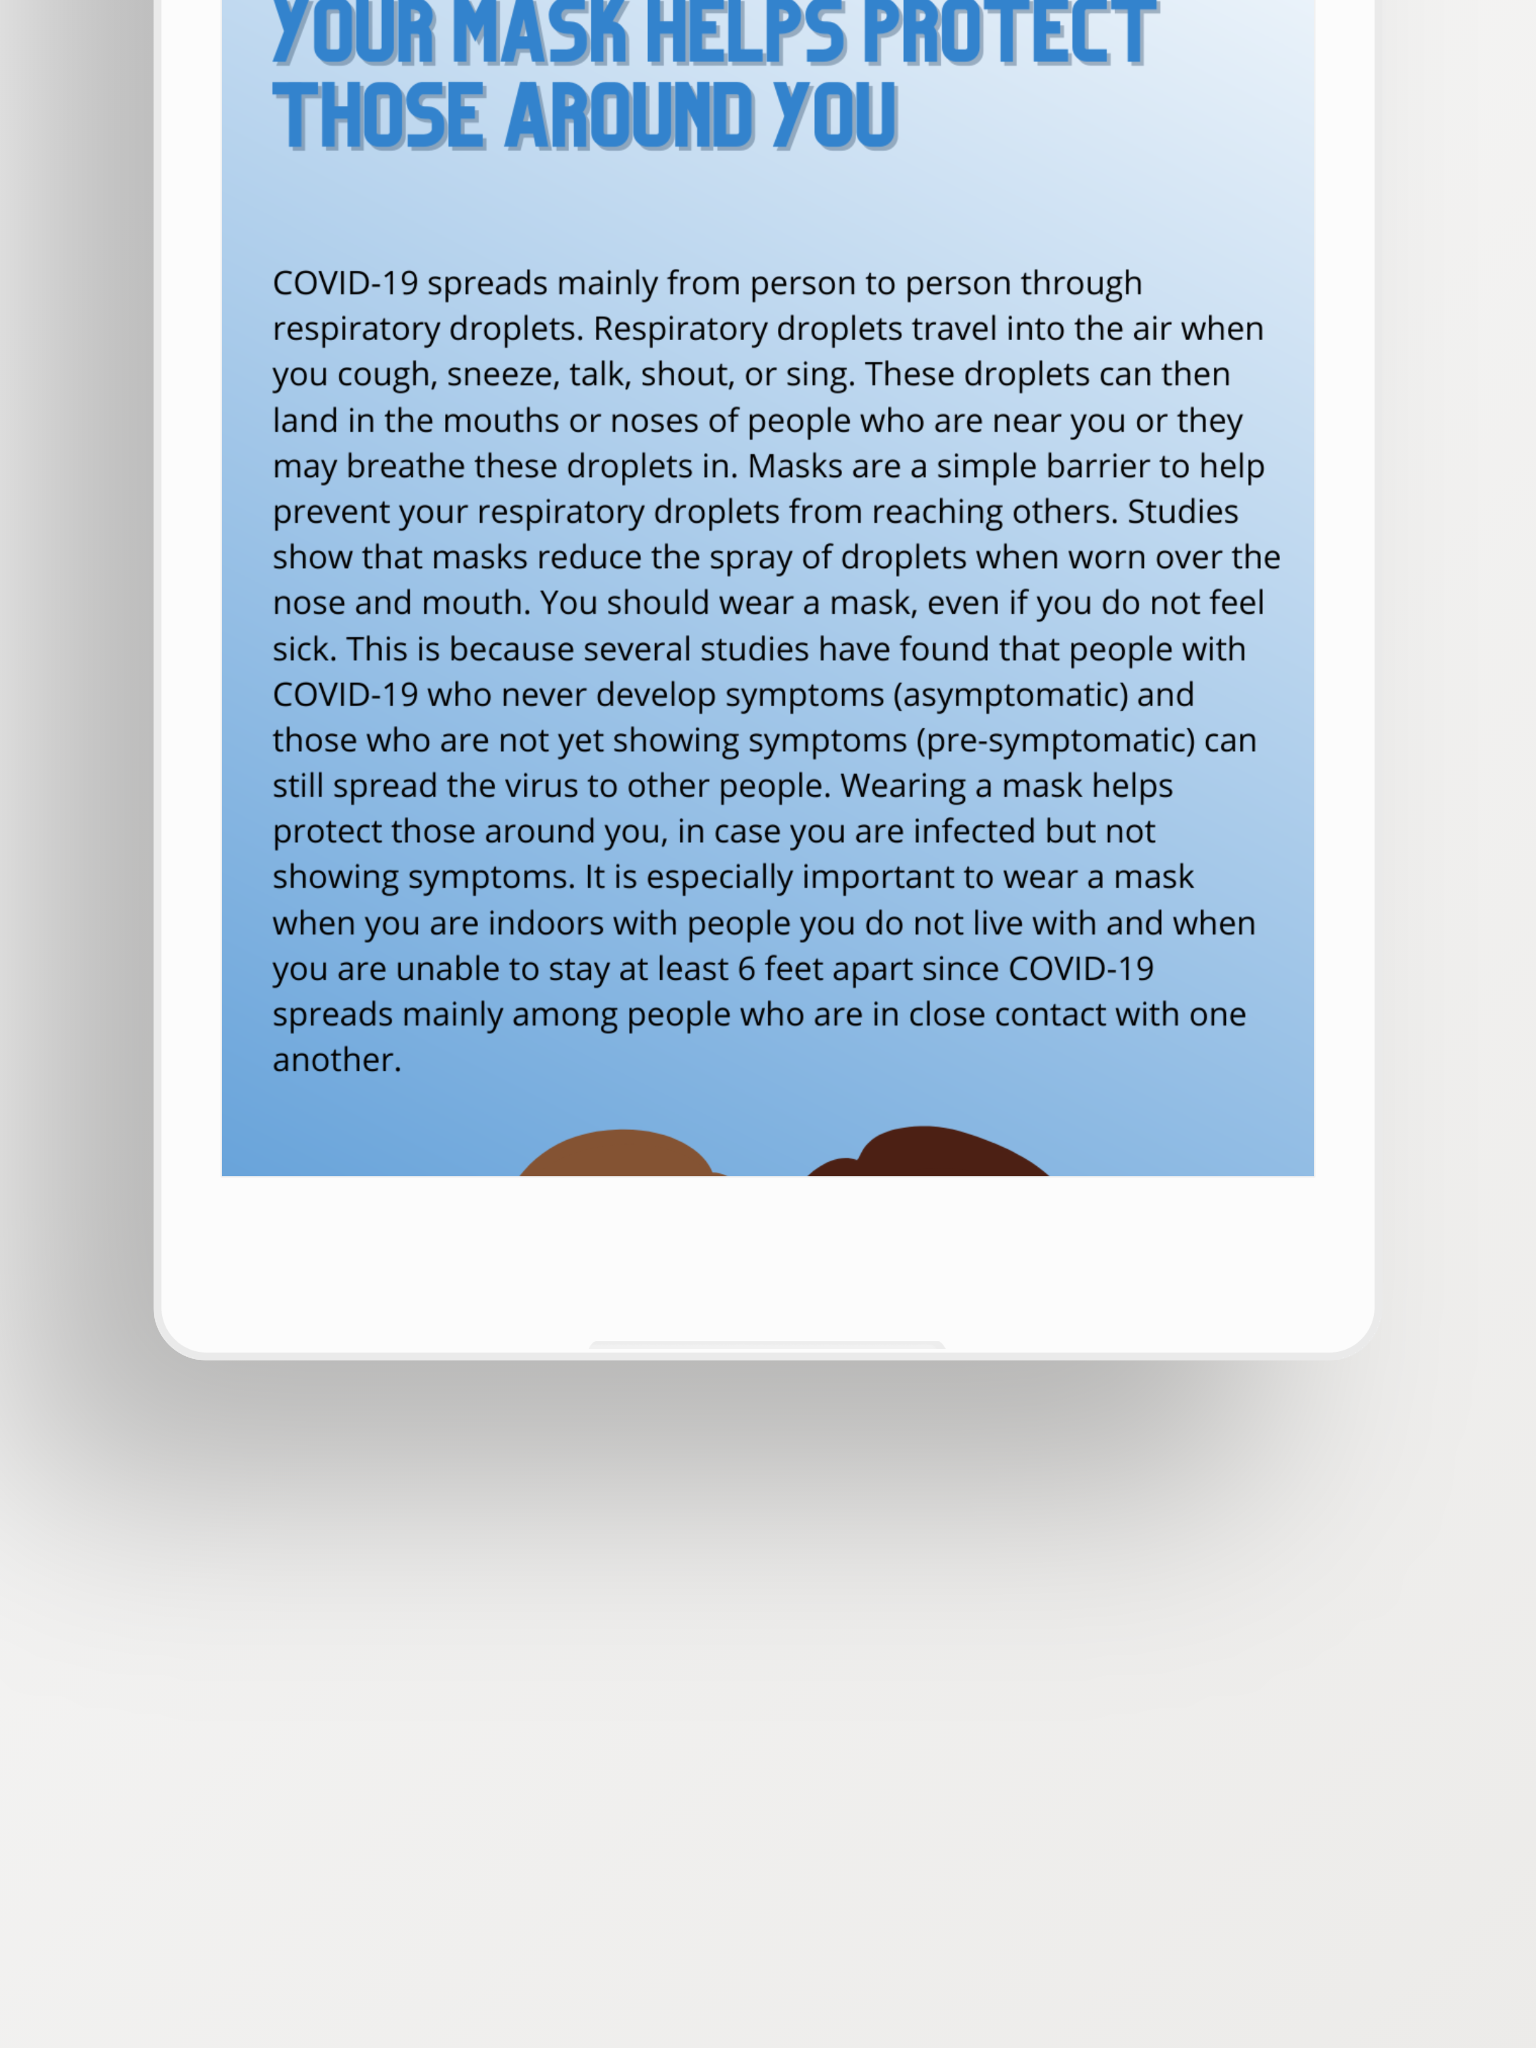 YOUR MASK HELPS PROTECT
THOSE AROUND YOU
COVID-19 spreads mainly from person to person through
respiratory droplets. Respiratory droplets travel into the air when
you cough, sneeze, talk, shout, or sing. These droplets can then
land in the mouths or noses of people who are near you or they
may breathe these droplets in. Masks are a simple barrier to help
prevent your respiratory droplets from reaching others. Studies
show that masks reduce the spray of droplets when worn over the
nose and mouth. You should wear a mask, even if you do not feel
sick. This is because several studies have found that people with
COVID-19 who never develop symptoms (asymptomatic) and
those who are not yet showing symptoms (pre-symptomatic) can
still spread the virus to other people. Wearing a mask helps
protect those around you, in case you are infected but not
showing symptoms. It is especially important to wear a mask
when you are indoors with people you do not live with and when
you are unable to stay at least 6 feet apart since COVID-19
spreads mainly among people who are in close contact with one
another.